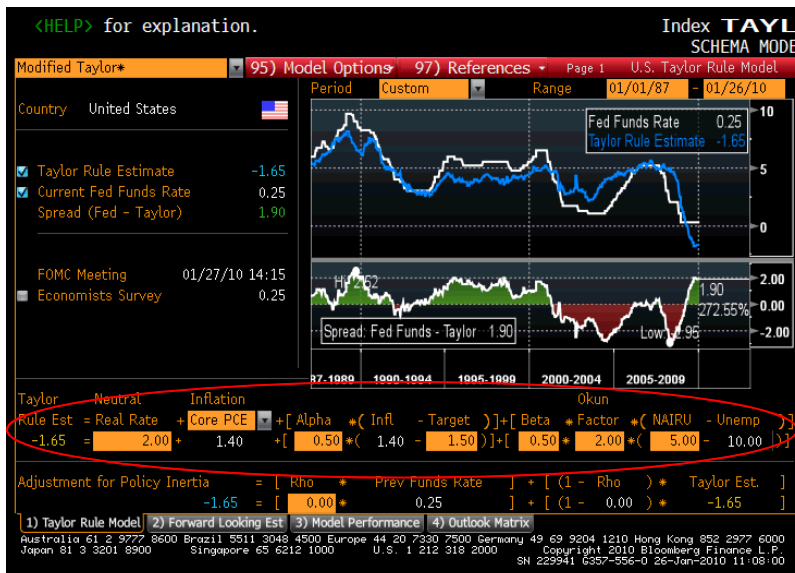 <HELP> for explanation.
Index TAYL
SCHEMA MODE
Modified Taylor* 95) Model Options 97) References Page 1 U.S. Taylor Rule Model
Period Custom Range 01/01/87 - 01/26/10
Country United States
10
Fed Funds Rate 0.25
Taylor Rule Estimate -1.65
Taylor Rule Estimate -1.65
5
Current Fed Funds Rate 0.25
Spread (Fed - Taylor) 1.90
0
FOMC Meeting 01/27/10 14:15
Economists Survey 0.25
2.00
1.90
0.00
272.55%
-2.00
Spread: Fed Funds - Taylor 1.90
87-1989 1990-1994 1995-1999 2000-2004 2005-2009
Taylor Neutral Inflation Okun
Rule Est = Real Rate + Core PCE +[ Alpha *( Infl - Target )]+[ Beta * Factor *( NAIRU - Unemp )]
-1.65 = 2.00 + 1.40 +[ 0.50 *( 1.40 - 1.50 )]+[ 0.50 * 2.00 *( 5.00 - 10.00 )]
Adjustment for Policy Inertia = [ Rho * Prev Funds Rate ] + [ (1 - Rho ) * Taylor Est. ]
-1.65 = [ 0.00 * 0.25 ] + [ (1 - 0.00 ) * -1.65 ]
1) Taylor Rule Model 2) Forward Looking Est 3) Model Performance 4) Outlook Matrix
Australia 61 2 9777 8600 Brazil 5511 3048 4500 Europe 44 20 7330 7500 Germany 49 69 9204 1210 Hong Kong 852 2977 6000
Japan 81 3 3201 8900 Singapore 65 6212 1000 U.S. 1 212 318 2000 Copyright 2010 Bloomberg Finance L.P.
SN 229941 G357-556-0 26-Jan-2010 11:08:00